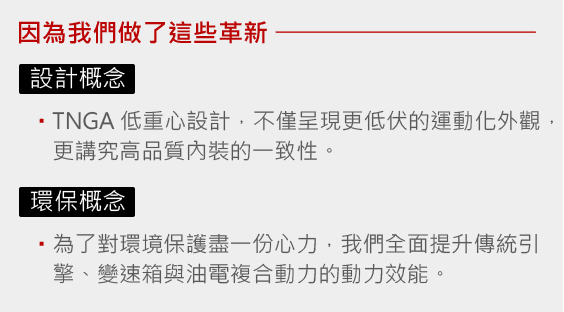 因為我們做了這些革新
設計概念
・TNGA 低重心設計，不僅呈現更低伏的運動化外觀，
更講究高品質內裝的一致性。
環保概念
・為了對環境保護盡一份心力，我們全面提升傳統引
擎、變速箱與油電複合動力的動力效能。